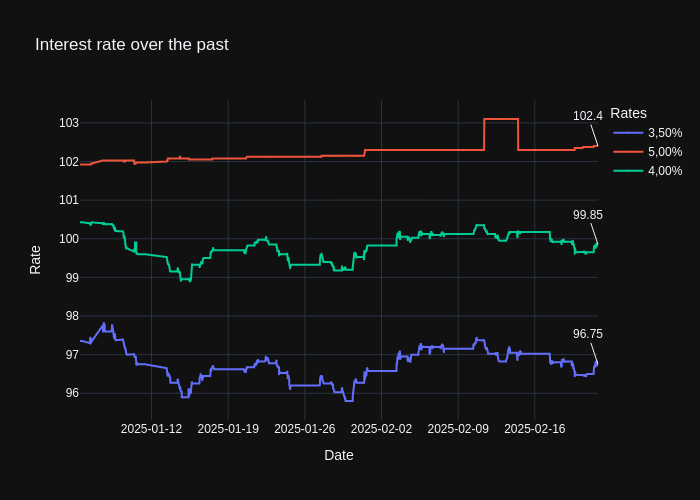 Interest rate over the past
Rates
3,50%
5,00%
4,00%
102.4
99.85
96.75
103
102
101
100
99
98
97
96
Rate
2025-01-12 2025-01-19 2025-01-26 2025-02-02 2025-02-09 2025-02-16
Date